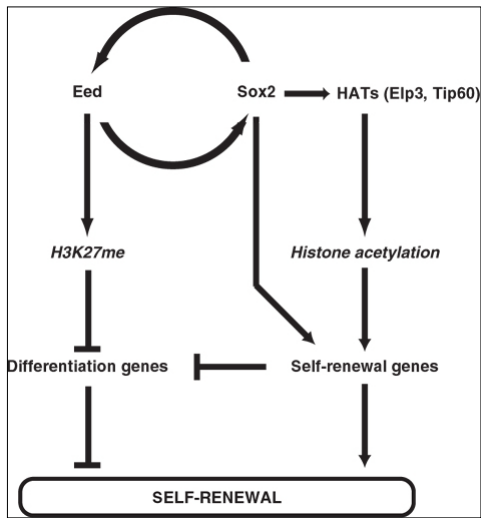 Eed
Sox2
HATs (Elp3, Tip60)
H3K27me
Histone acetylation
Differentiation genes
Self-renewal genes
SELF-RENEWAL